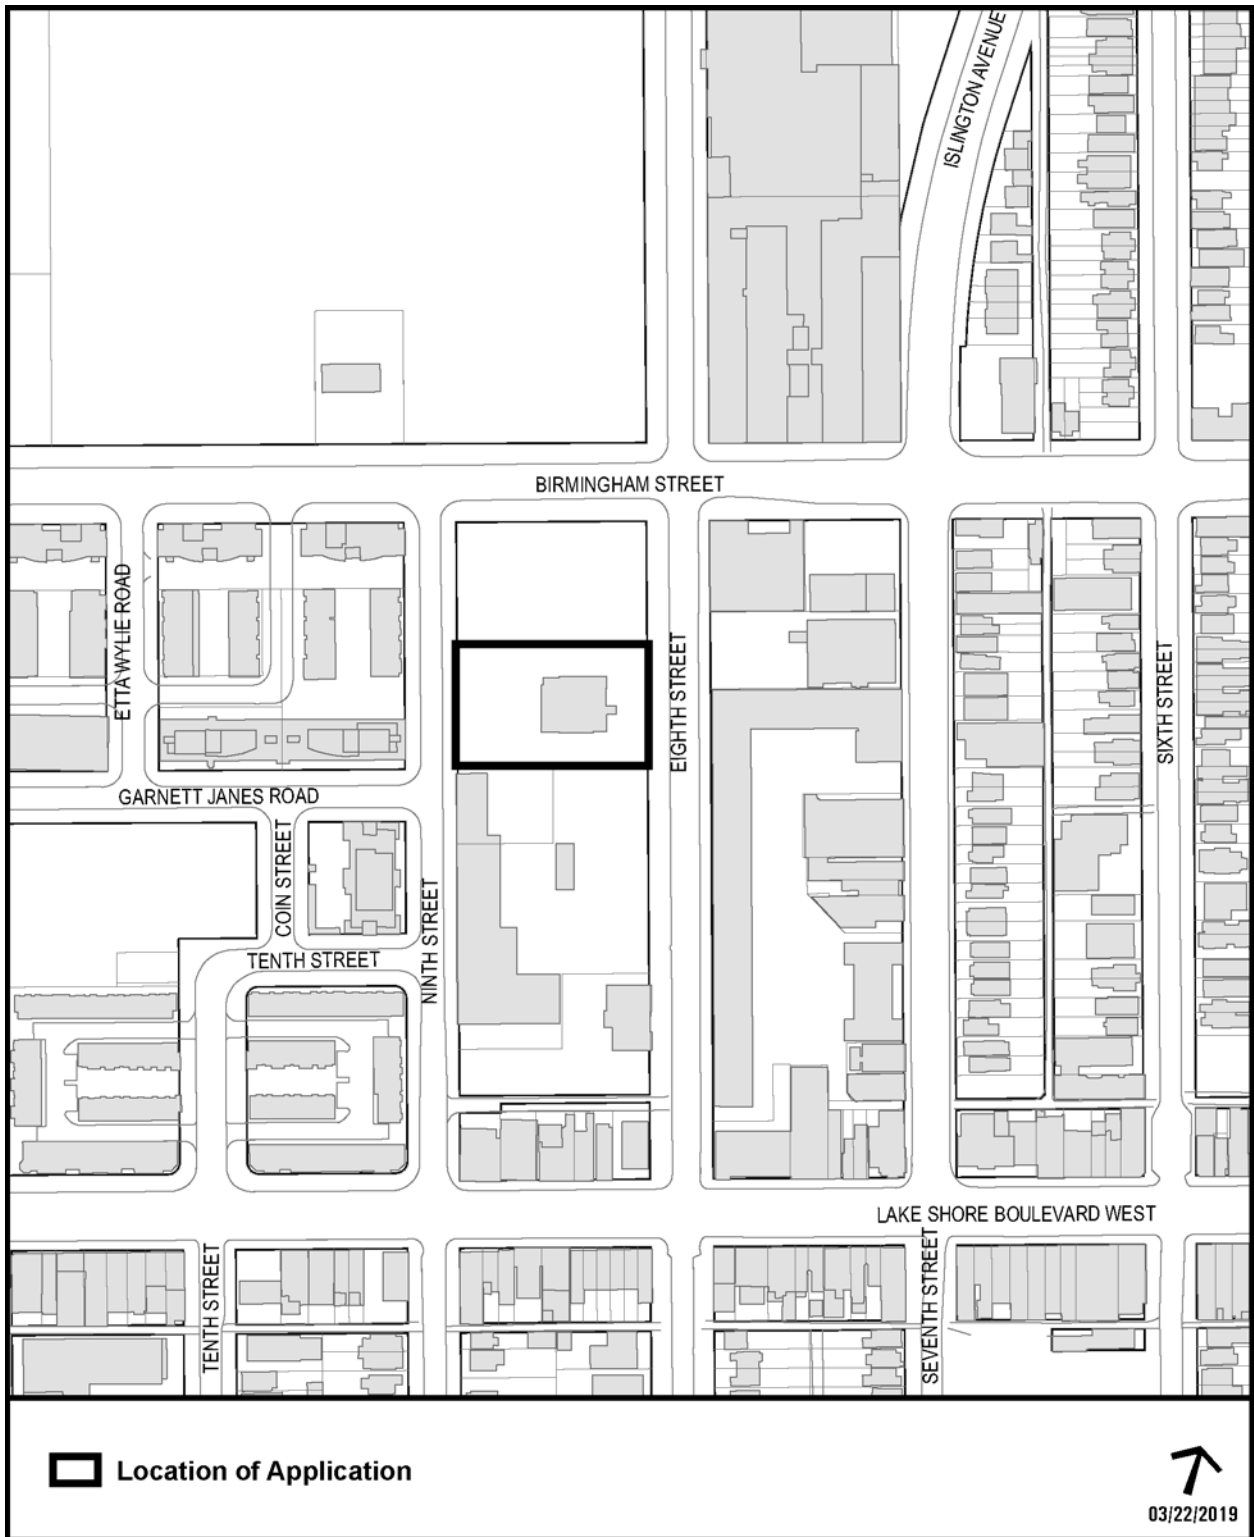 ISLINGTON AVENUE
BIRMINGHAM STREET
ETTA WYLIE ROAD
EIGHTH STREET
SIXTH STREET
GARNETT JANES ROAD
COIN STREET
NINTH STREET
TENTH STREET
LAKE SHORE BOULEVARD WEST
TENTH STREET
SEVENTH STREET
Location of Application
03/22/2019